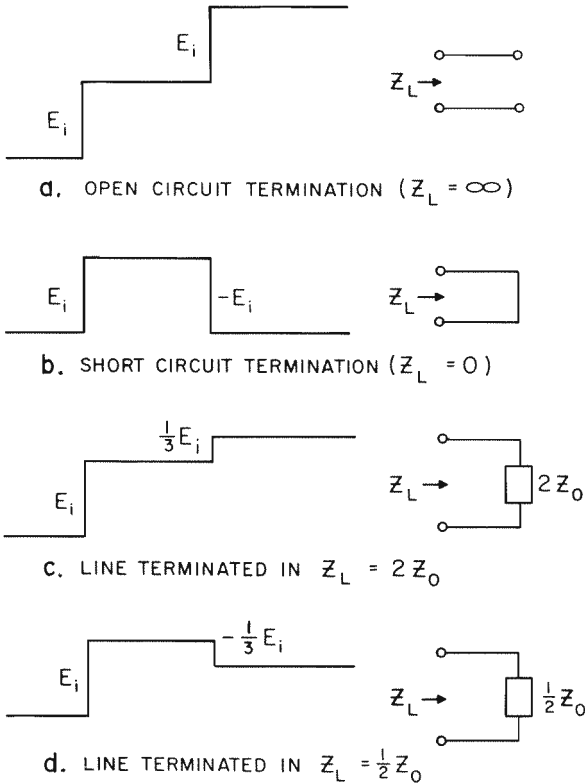 E_i
E_i
Z_L →
a. OPEN CIRCUIT TERMINATION (Z_L = ∞)
E_i
-E_i
Z_L →
b. SHORT CIRCUIT TERMINATION (Z_L = 0)
1/3 E_i
E_i
Z_L →
2Z_0
c. LINE TERMINATED IN Z_L = 2Z_0
-1/3 E_i
E_i
Z_L →
1/2 Z_0
d. LINE TERMINATED IN Z_L = 1/2 Z_0